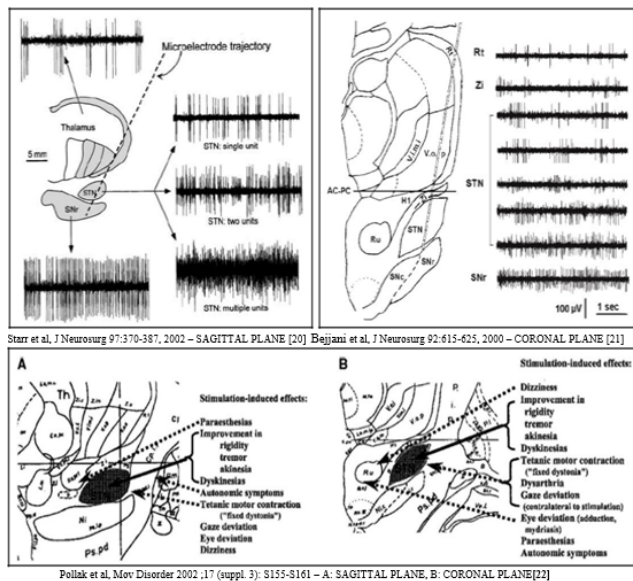 Microelectrode trajectory
Thalamus
5 mm
STN
SNr
STN: single unit
STN: two units
STN: multiple units
Starr et al, J Neurosurg 97:370-387, 2002 – SAGITTAL PLANE [20]
Rt
V.i.m.i
V.o.p
AC-PC
H1
Zi
Ru
STN
SNc
SNr
Rt
Zi
STN
SNr
100 µV
1 sec
Bejjani et al, J Neurosurg 92:615-625, 2000 – CORONAL PLANE [21]
A
Th
Ni
Ps.pd
Stimulation-induced effects:
Paraesthesias
Improvement in
rigidity
tremor
akinesia
Dyskinesias
Autonomic symptoms
Tetanic motor contraction
("fixed dystonia")
Gaze deviation
Eye deviation
Dizziness
B
Ru
Stimulation-induced effects:
Dizziness
Improvement in
rigidity
tremor
akinesia
Dyskinesias
Tetanic motor contraction
("fixed dystonia")
Dysarthria
Gaze deviation
(contralateral to stimulation)
Eye deviation (adduction,
mydriasis)
Paraesthesias
Autonomic symptoms
Pollak et al, Mov Disorder 2002 ;17 (suppl. 3): S155-S161 – A: SAGITTAL PLANE, B: CORONAL PLANE[22]